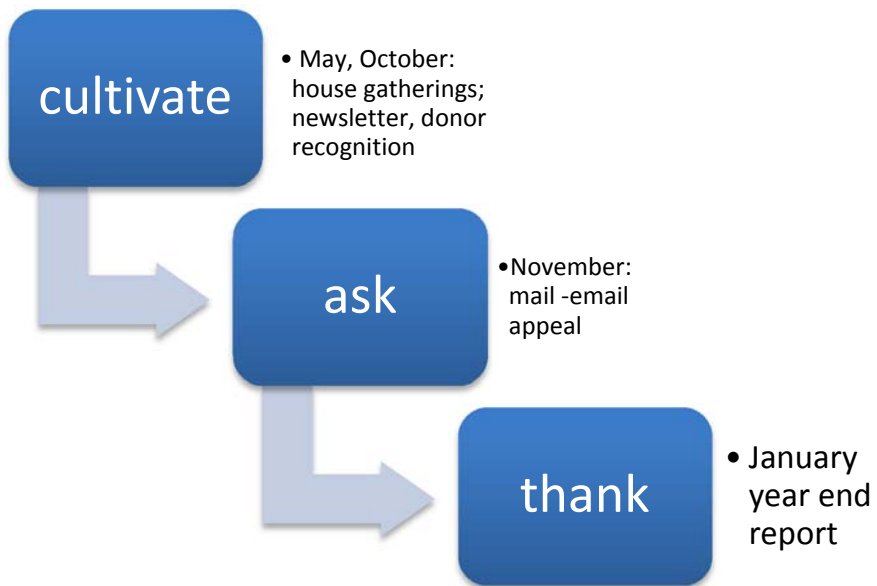 cultivate
• May, October:
house gatherings;
newsletter, donor
recognition
ask
•November:
mail -email
appeal
thank
• January
year end
report